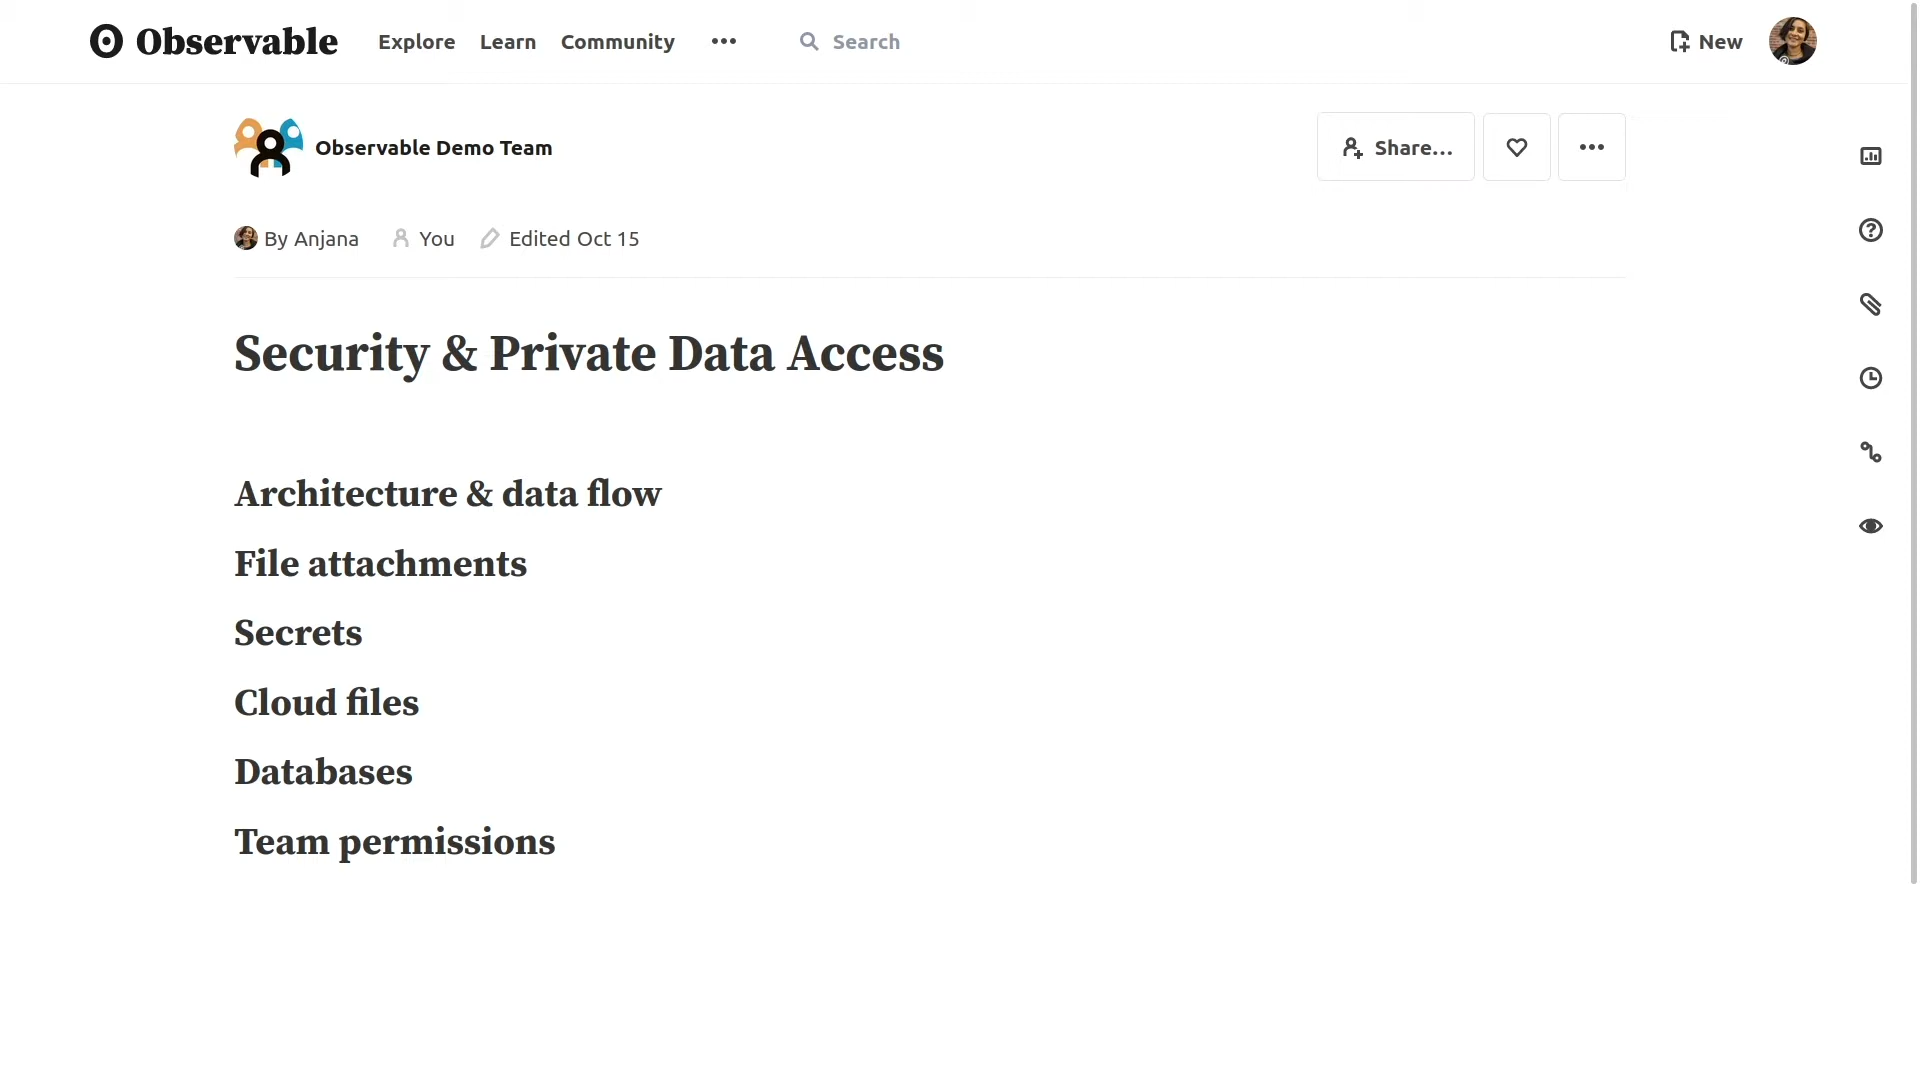 Observable Explore Learn Community ••• Search New
Observable Demo Team Share... •••
By Anjana You Edited Oct 15
Security & Private Data Access
Architecture & data flow
File attachments
Secrets
Cloud files
Databases
Team permissions